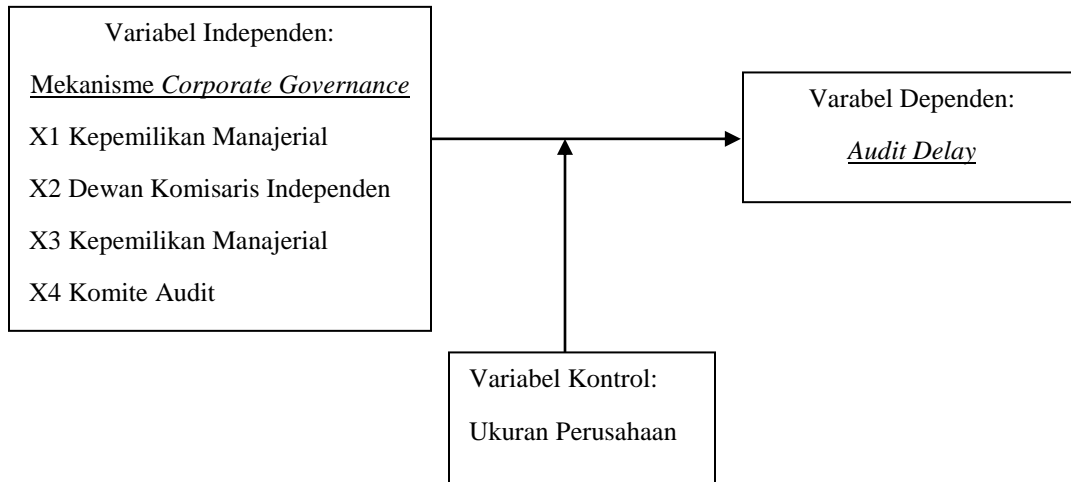 Variabel Independen:
Mekanisme Corporate Governance
X1 Kepemilikan Manajerial
X2 Dewan Komisaris Independen
X3 Kepemilikan Manajerial
X4 Komite Audit
Varabel Dependen:
Audit Delay
Variabel Kontrol:
Ukuran Perusahaan